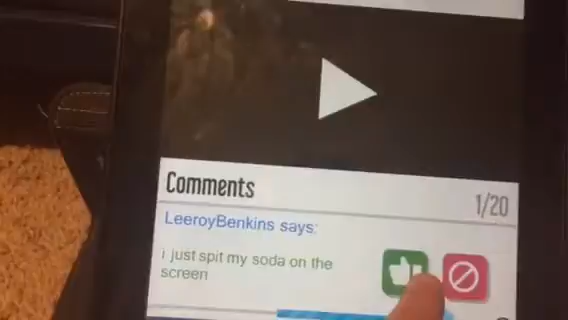 Comments
1/20
LeeroyBenkins says:
i just spit my soda on the
screen